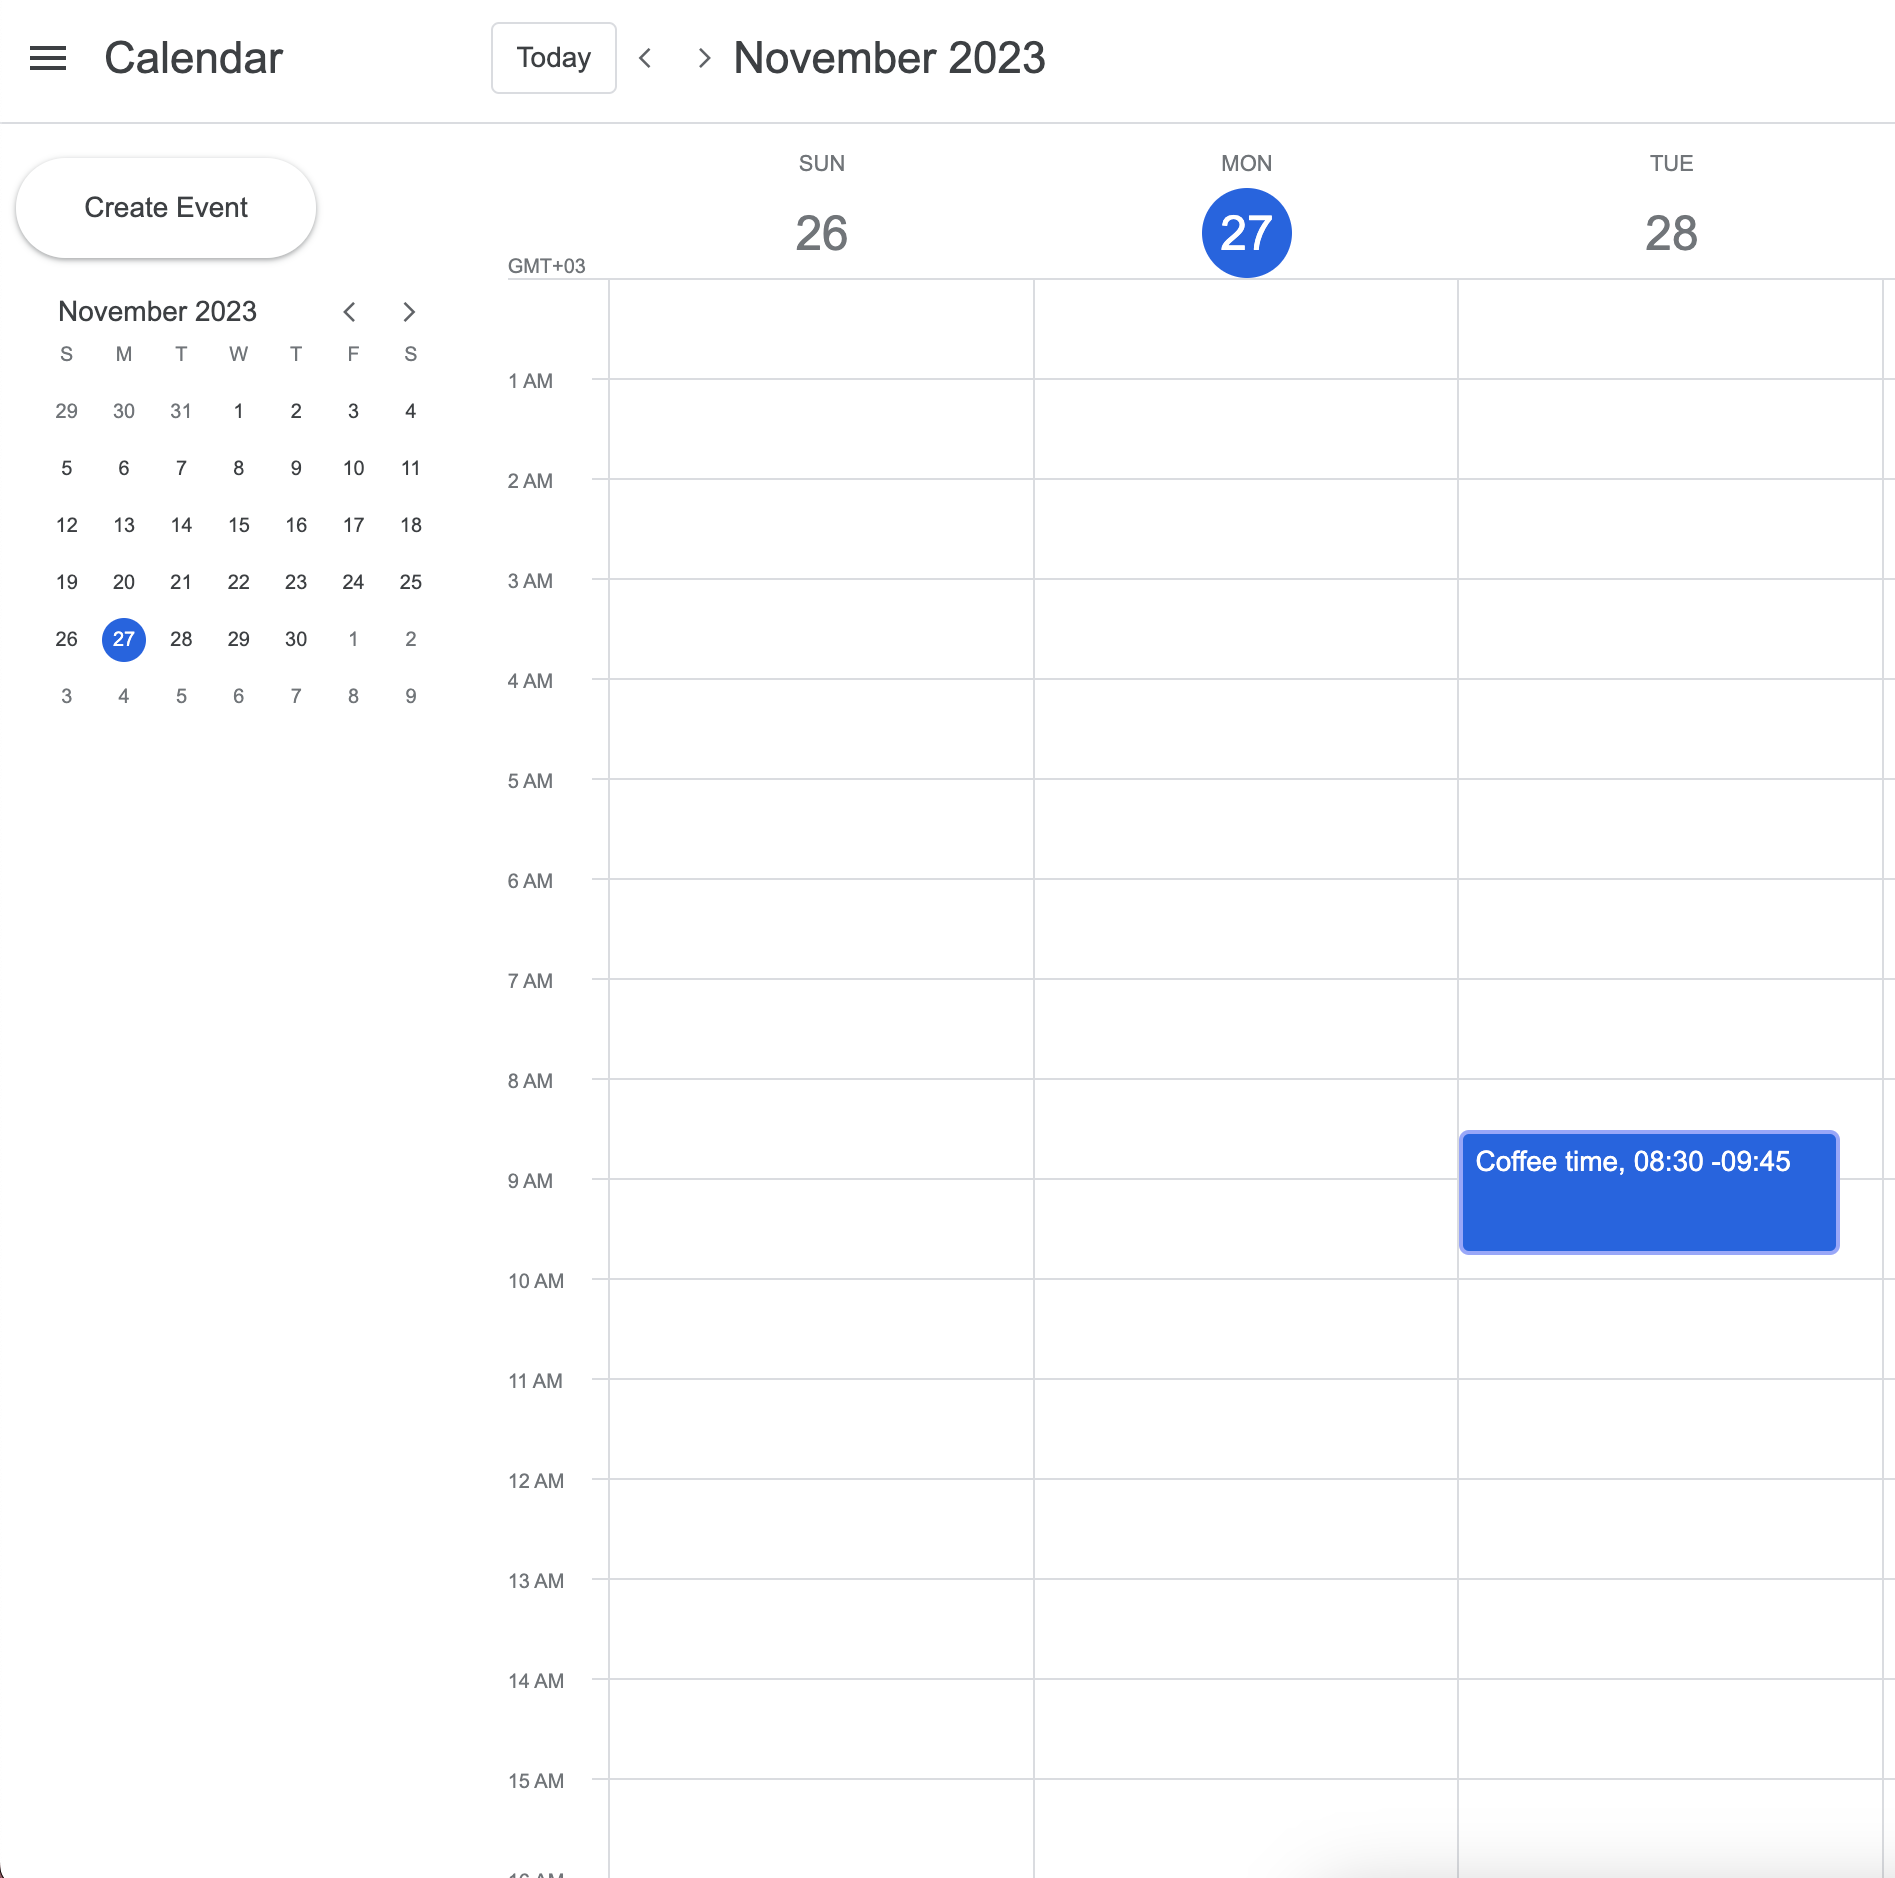 Calendar
Today
November 2023
Create Event
November 2023
S M T W T F S
29 30 31 1 2 3 4
5 6 7 8 9 10 11
12 13 14 15 16 17 18
19 20 21 22 23 24 25
26 27 28 29 30 1 2
3 4 5 6 7 8 9
SUN MON TUE
26 27 28
GMT+03
1 AM
2 AM
3 AM
4 AM
5 AM
6 AM
7 AM
8 AM
Coffee time, 08:30 -09:45
9 AM
10 AM
11 AM
12 AM
13 AM
14 AM
15 AM